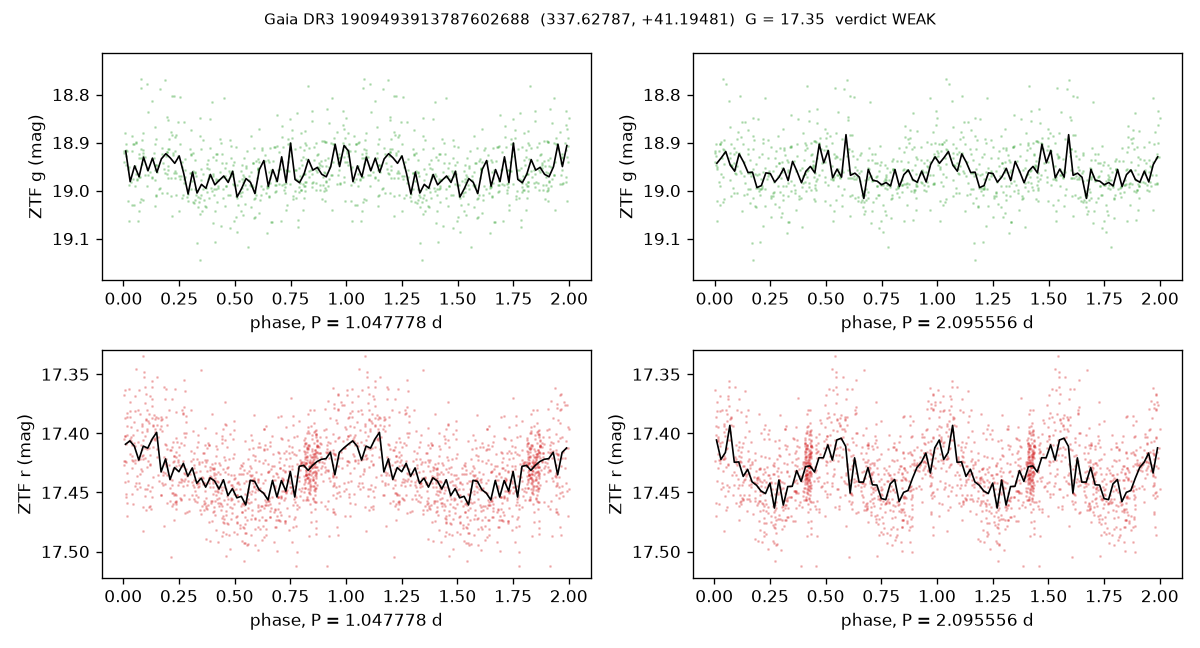 Gaia DR3 1909493913787602688 (337.62787, +41.19481) G = 17.35 verdict WEAK
ZTF g (mag)
18.8
18.9
19.0
19.1
0.00 0.25 0.50 0.75 1.00 1.25 1.50 1.75 2.00
phase, P = 1.047778 d
ZTF g (mag)
18.8
18.9
19.0
19.1
0.00 0.25 0.50 0.75 1.00 1.25 1.50 1.75 2.00
phase, P = 2.095556 d
ZTF r (mag)
17.35
17.40
17.45
17.50
0.00 0.25 0.50 0.75 1.00 1.25 1.50 1.75 2.00
phase, P = 1.047778 d
ZTF r (mag)
17.35
17.40
17.45
17.50
0.00 0.25 0.50 0.75 1.00 1.25 1.50 1.75 2.00
phase, P = 2.095556 d